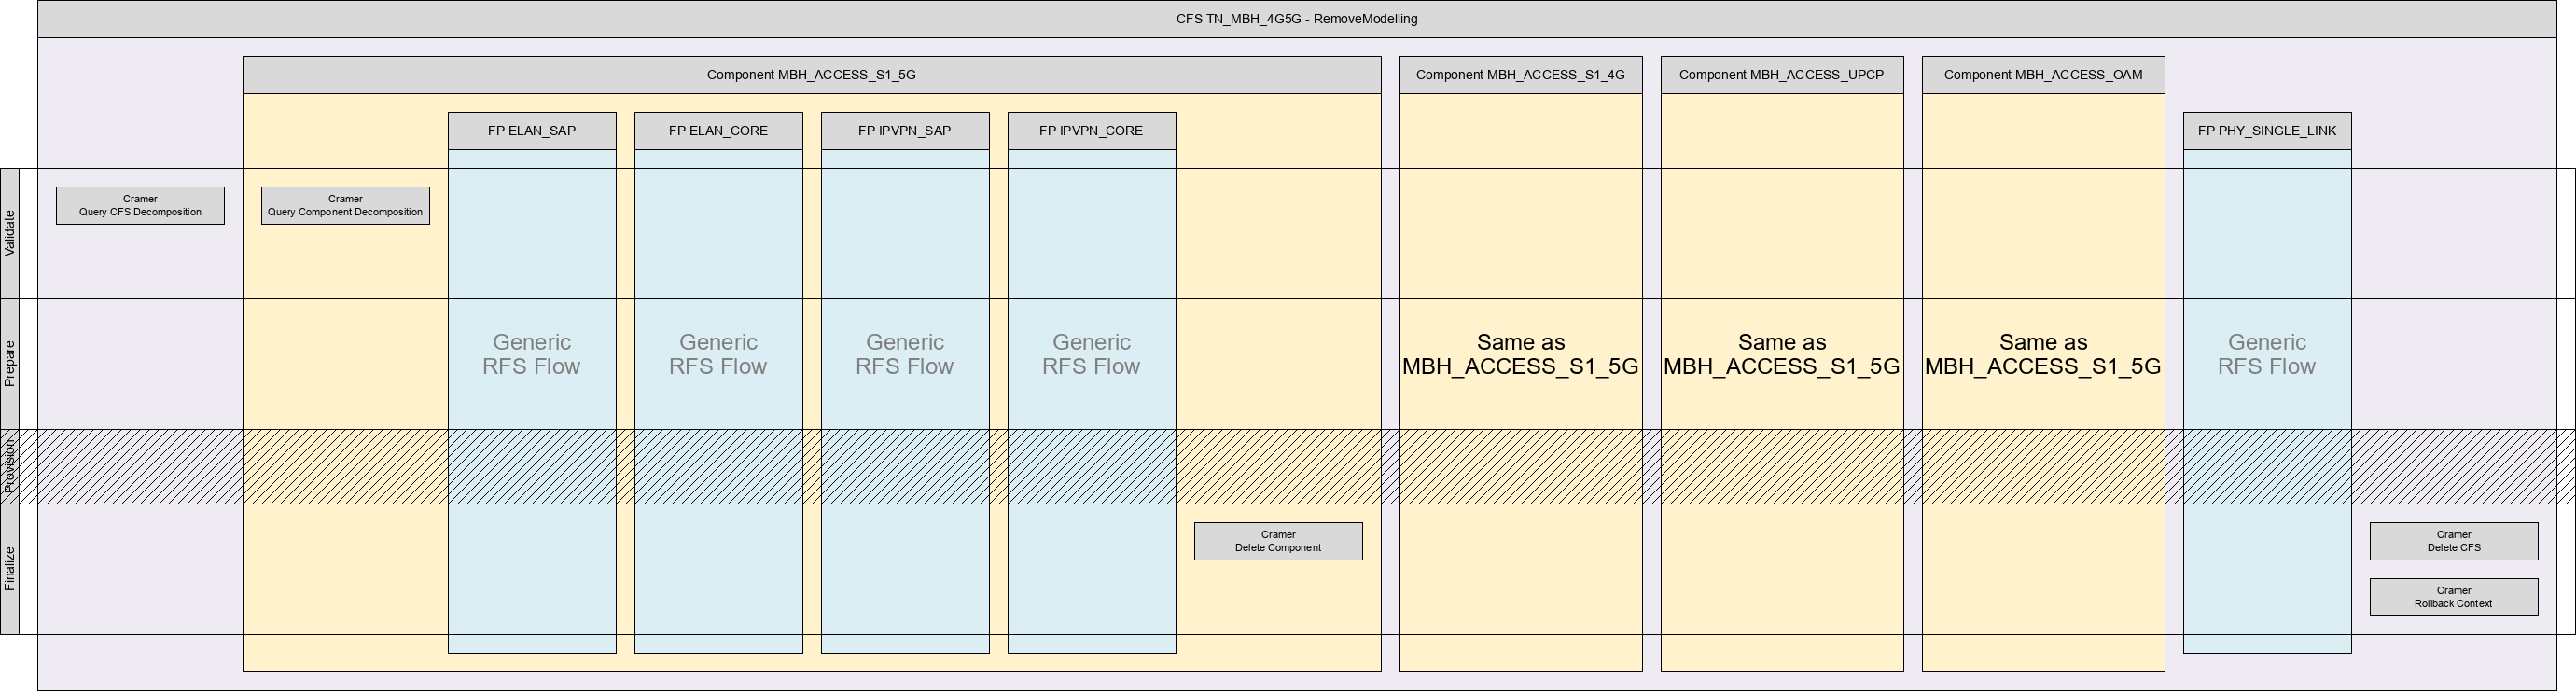 CFS TN_MBH_4G5G - RemoveModelling
Component MBH_ACCESS_S1_5G
Component MBH_ACCESS_S1_4G
Component MBH_ACCESS_UPCP
Component MBH_ACCESS_OAM
FP ELAN_SAP
FP ELAN_CORE
FP IPVPN_SAP
FP IPVPN_CORE
FP PHY_SINGLE_LINK
Validate
Cramer
Query CFS Decomposition
Cramer
Query Component Decomposition
Prepare
Generic
RFS Flow
Generic
RFS Flow
Generic
RFS Flow
Generic
RFS Flow
Same as
MBH_ACCESS_S1_5G
Same as
MBH_ACCESS_S1_5G
Same as
MBH_ACCESS_S1_5G
Generic
RFS Flow
Provision
Finalize
Cramer
Delete Component
Cramer
Delete CFS
Cramer
Rollback Context